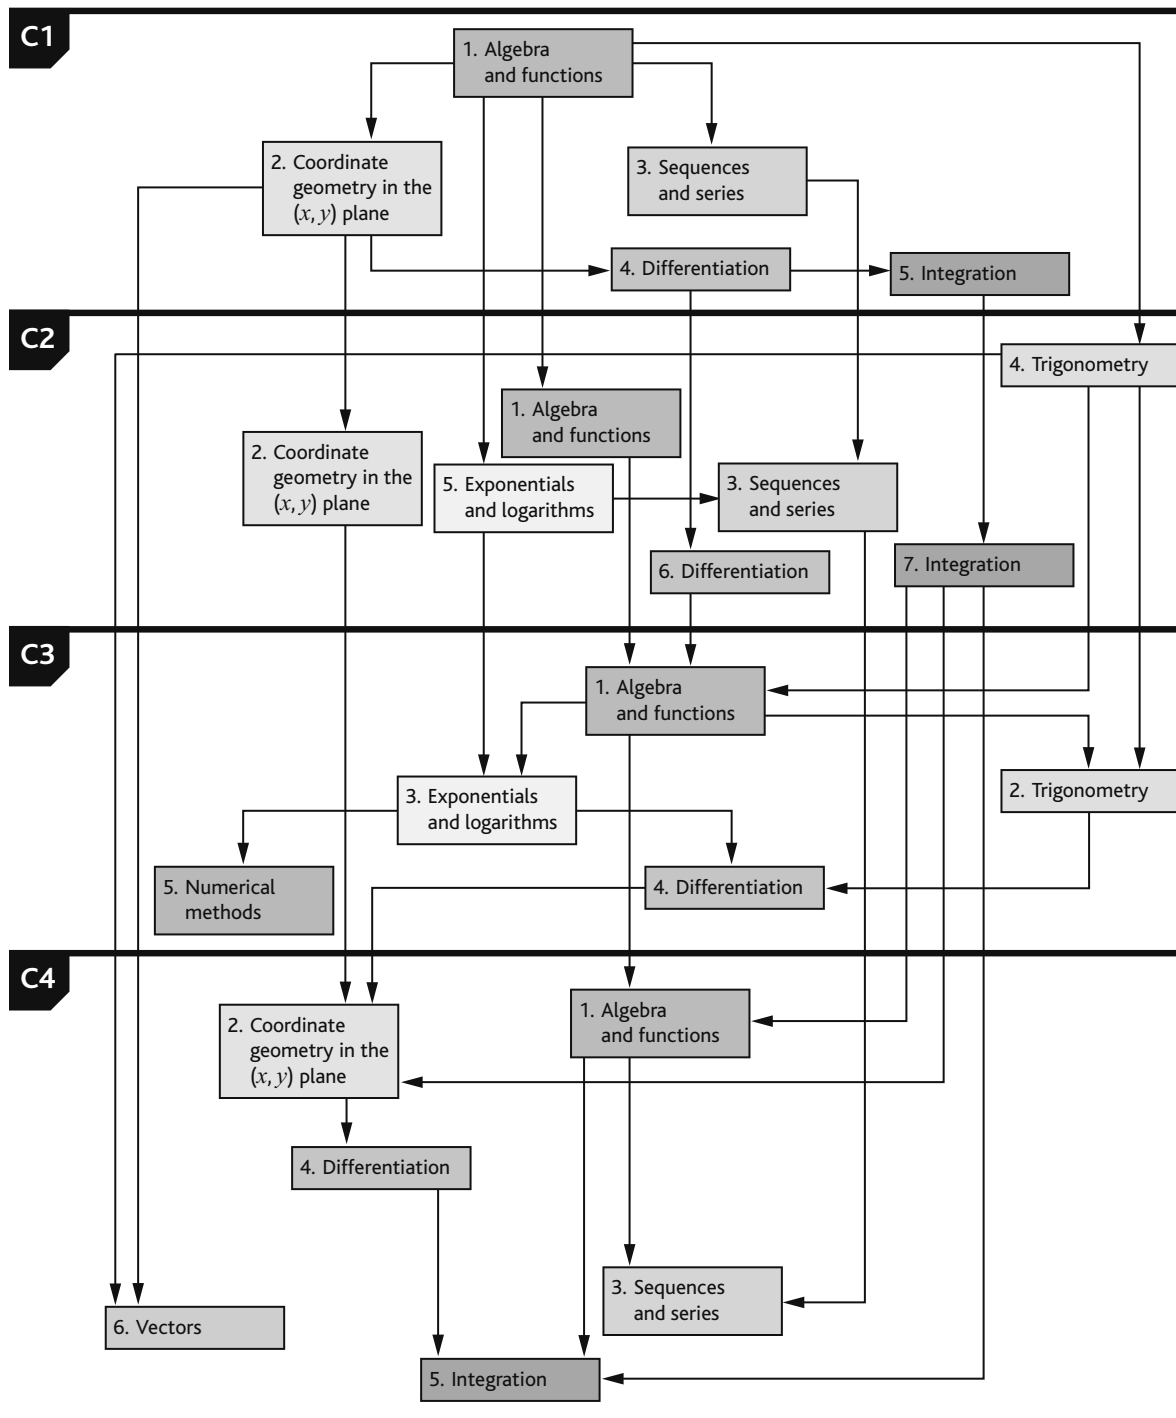 C1
1. Algebra
and functions
2. Coordinate
geometry in the
(x, y) plane
3. Sequences
and series
4. Differentiation
5. Integration
C2
4. Trigonometry
1. Algebra
and functions
2. Coordinate
geometry in the
(x, y) plane
5. Exponentials
and logarithms
3. Sequences
and series
6. Differentiation
7. Integration
C3
1. Algebra
and functions
3. Exponentials
and logarithms
2. Trigonometry
5. Numerical
methods
4. Differentiation
C4
2. Coordinate
geometry in the
(x, y) plane
1. Algebra
and functions
4. Differentiation
3. Sequences
and series
6. Vectors
5. Integration